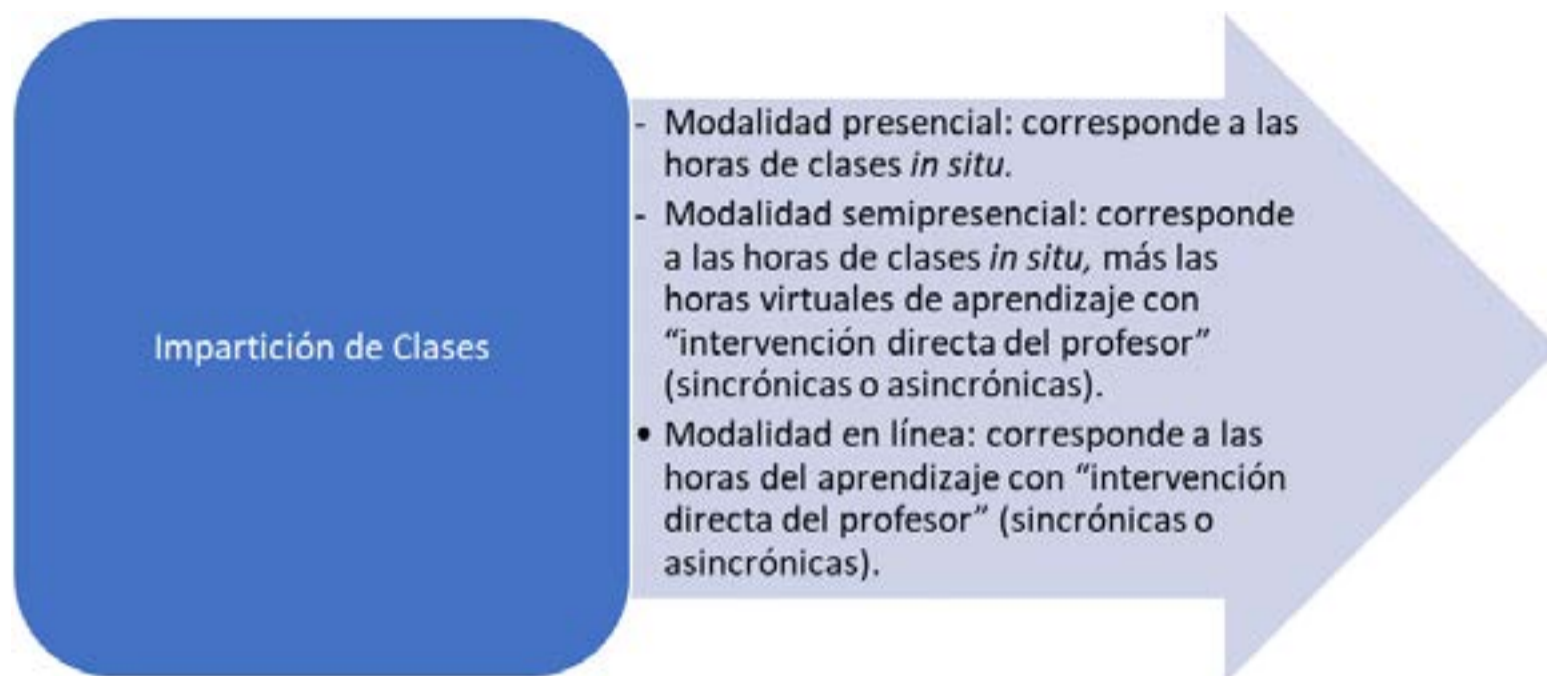 Impartición de Clases
- Modalidad presencial: corresponde a las
horas de clases in situ.
- Modalidad semipresencial: corresponde
a las horas de clases in situ, más las
horas virtuales de aprendizaje con
“intervención directa del profesor”
(sincrónicas o asincrónicas).
• Modalidad en línea: corresponde a las
horas del aprendizaje con “intervención
directa del profesor” (sincrónicas o
asincrónicas).